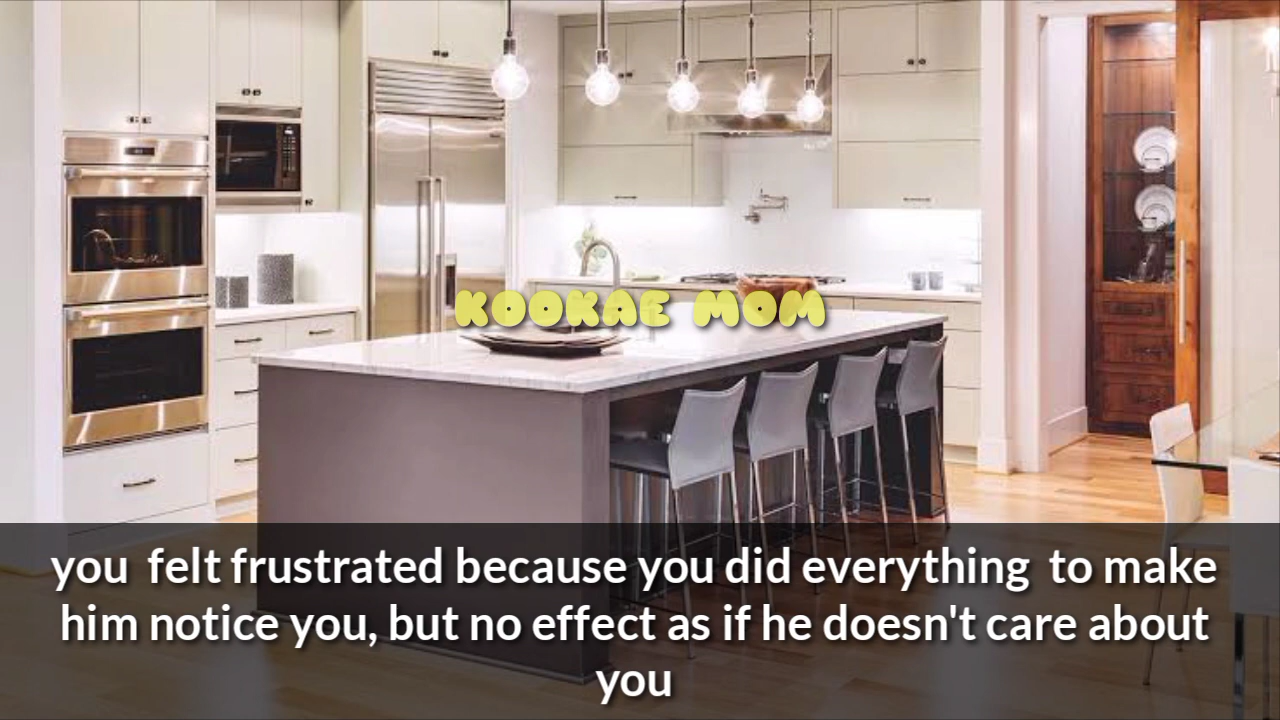 KOOKAE MOM
you  felt frustrated because you did everything  to make
him notice you, but no effect as if he doesn't care about
you